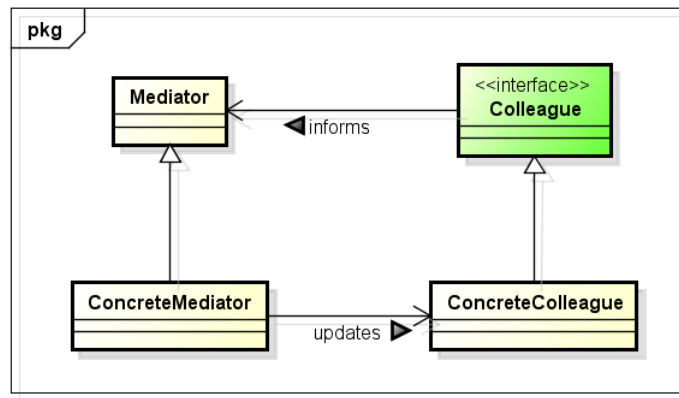 pkg
Mediator
<<interface>>
Colleague
informs
ConcreteMediator
ConcreteColleague
updates